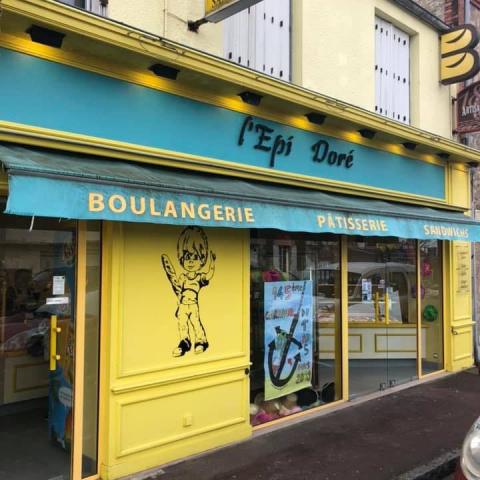 l'Epi Doré
BOULANGERIE PÂTISSERIE SANDWICHS